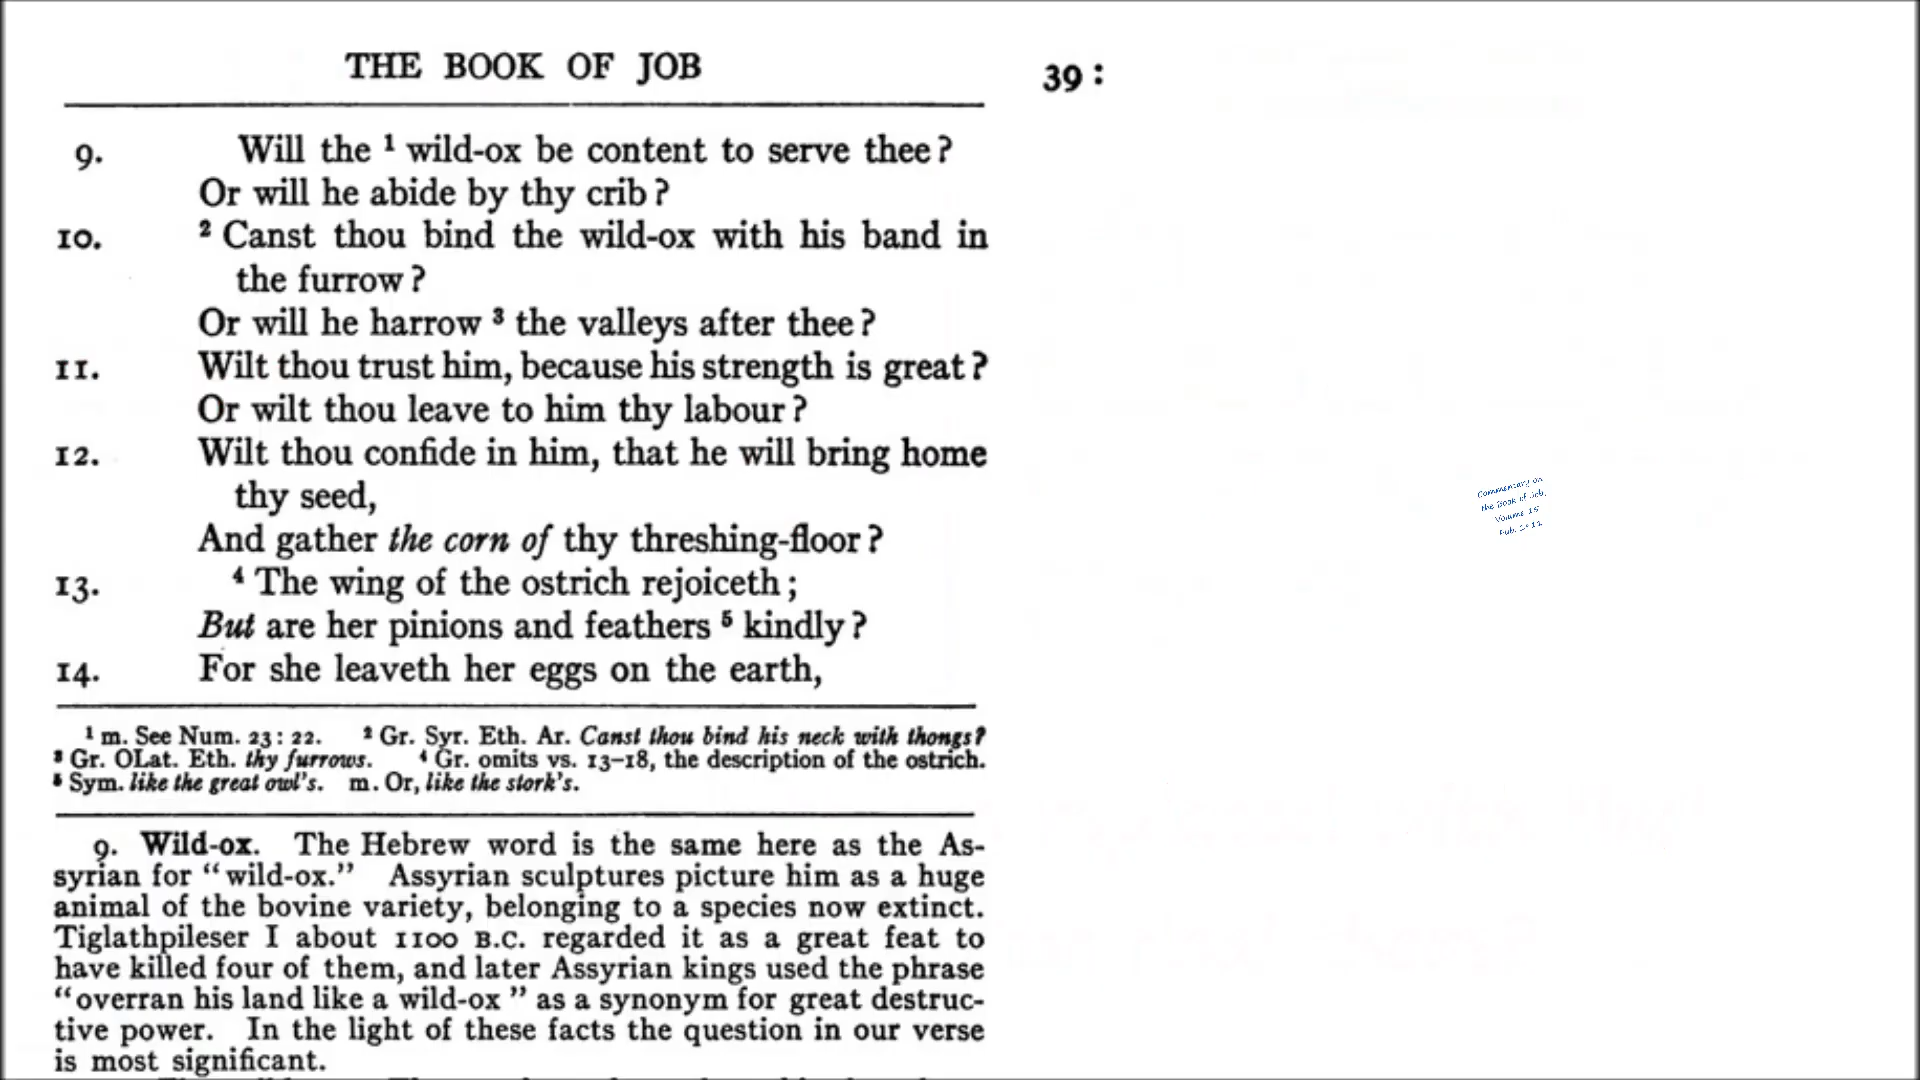 THE BOOK OF JOB
39:
9. Will the ¹ wild-ox be content to serve thee?
Or will he abide by thy crib?
10. ² Canst thou bind the wild-ox with his band in
the furrow?
Or will he harrow ³ the valleys after thee?
11. Wilt thou trust him, because his strength is great?
Or wilt thou leave to him thy labour?
12. Wilt thou confide in him, that he will bring home
thy seed,
And gather the corn of thy threshing-floor?
13. ⁴ The wing of the ostrich rejoiceth;
But are her pinions and feathers ⁵ kindly?
14. For she leaveth her eggs on the earth,
¹ m. See Num. 23: 22. ² Gr. Syr. Eth. Ar. Canst thou bind his neck with thongs?
³ Gr. OLat. Eth. thy furrows. ⁴ Gr. omits vs. 13–18, the description of the ostrich.
⁵ Sym. like the great owl's. m. Or, like the stork's.
9. Wild-ox. The Hebrew word is the same here as the As-
syrian for "wild-ox." Assyrian sculptures picture him as a huge
animal of the bovine variety, belonging to a species now extinct.
Tiglathpileser I about 1100 B.C. regarded it as a great feat to
have killed four of them, and later Assyrian kings used the phrase
"overran his land like a wild-ox" as a synonym for great destruc-
tive power. In the light of these facts the question in our verse
is most significant.
Commentary on
the Book of Job,
Volume 15
Pub.